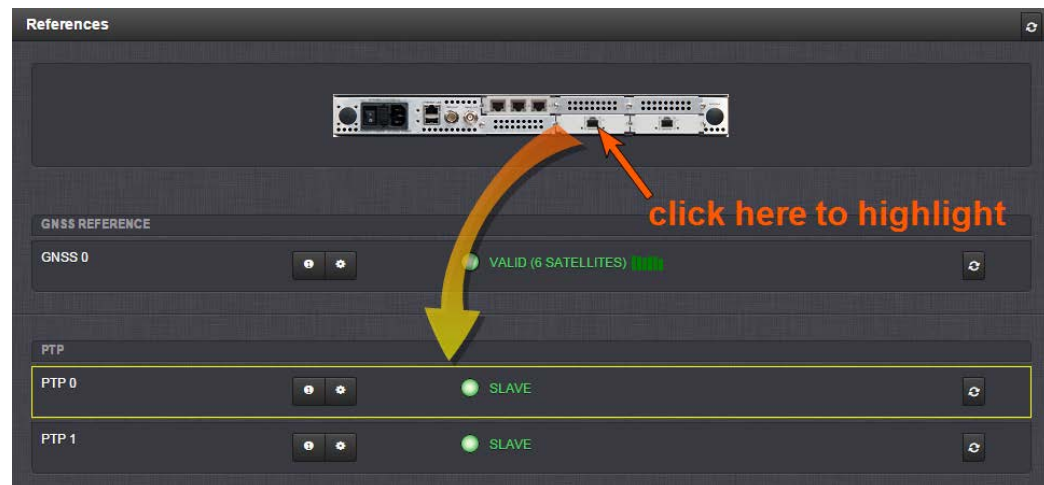 References
click here to highlight
GNSS REFERENCE
GNSS 0
VALID (6 SATELLITES)
PTP
PTP 0
SLAVE
PTP 1
SLAVE